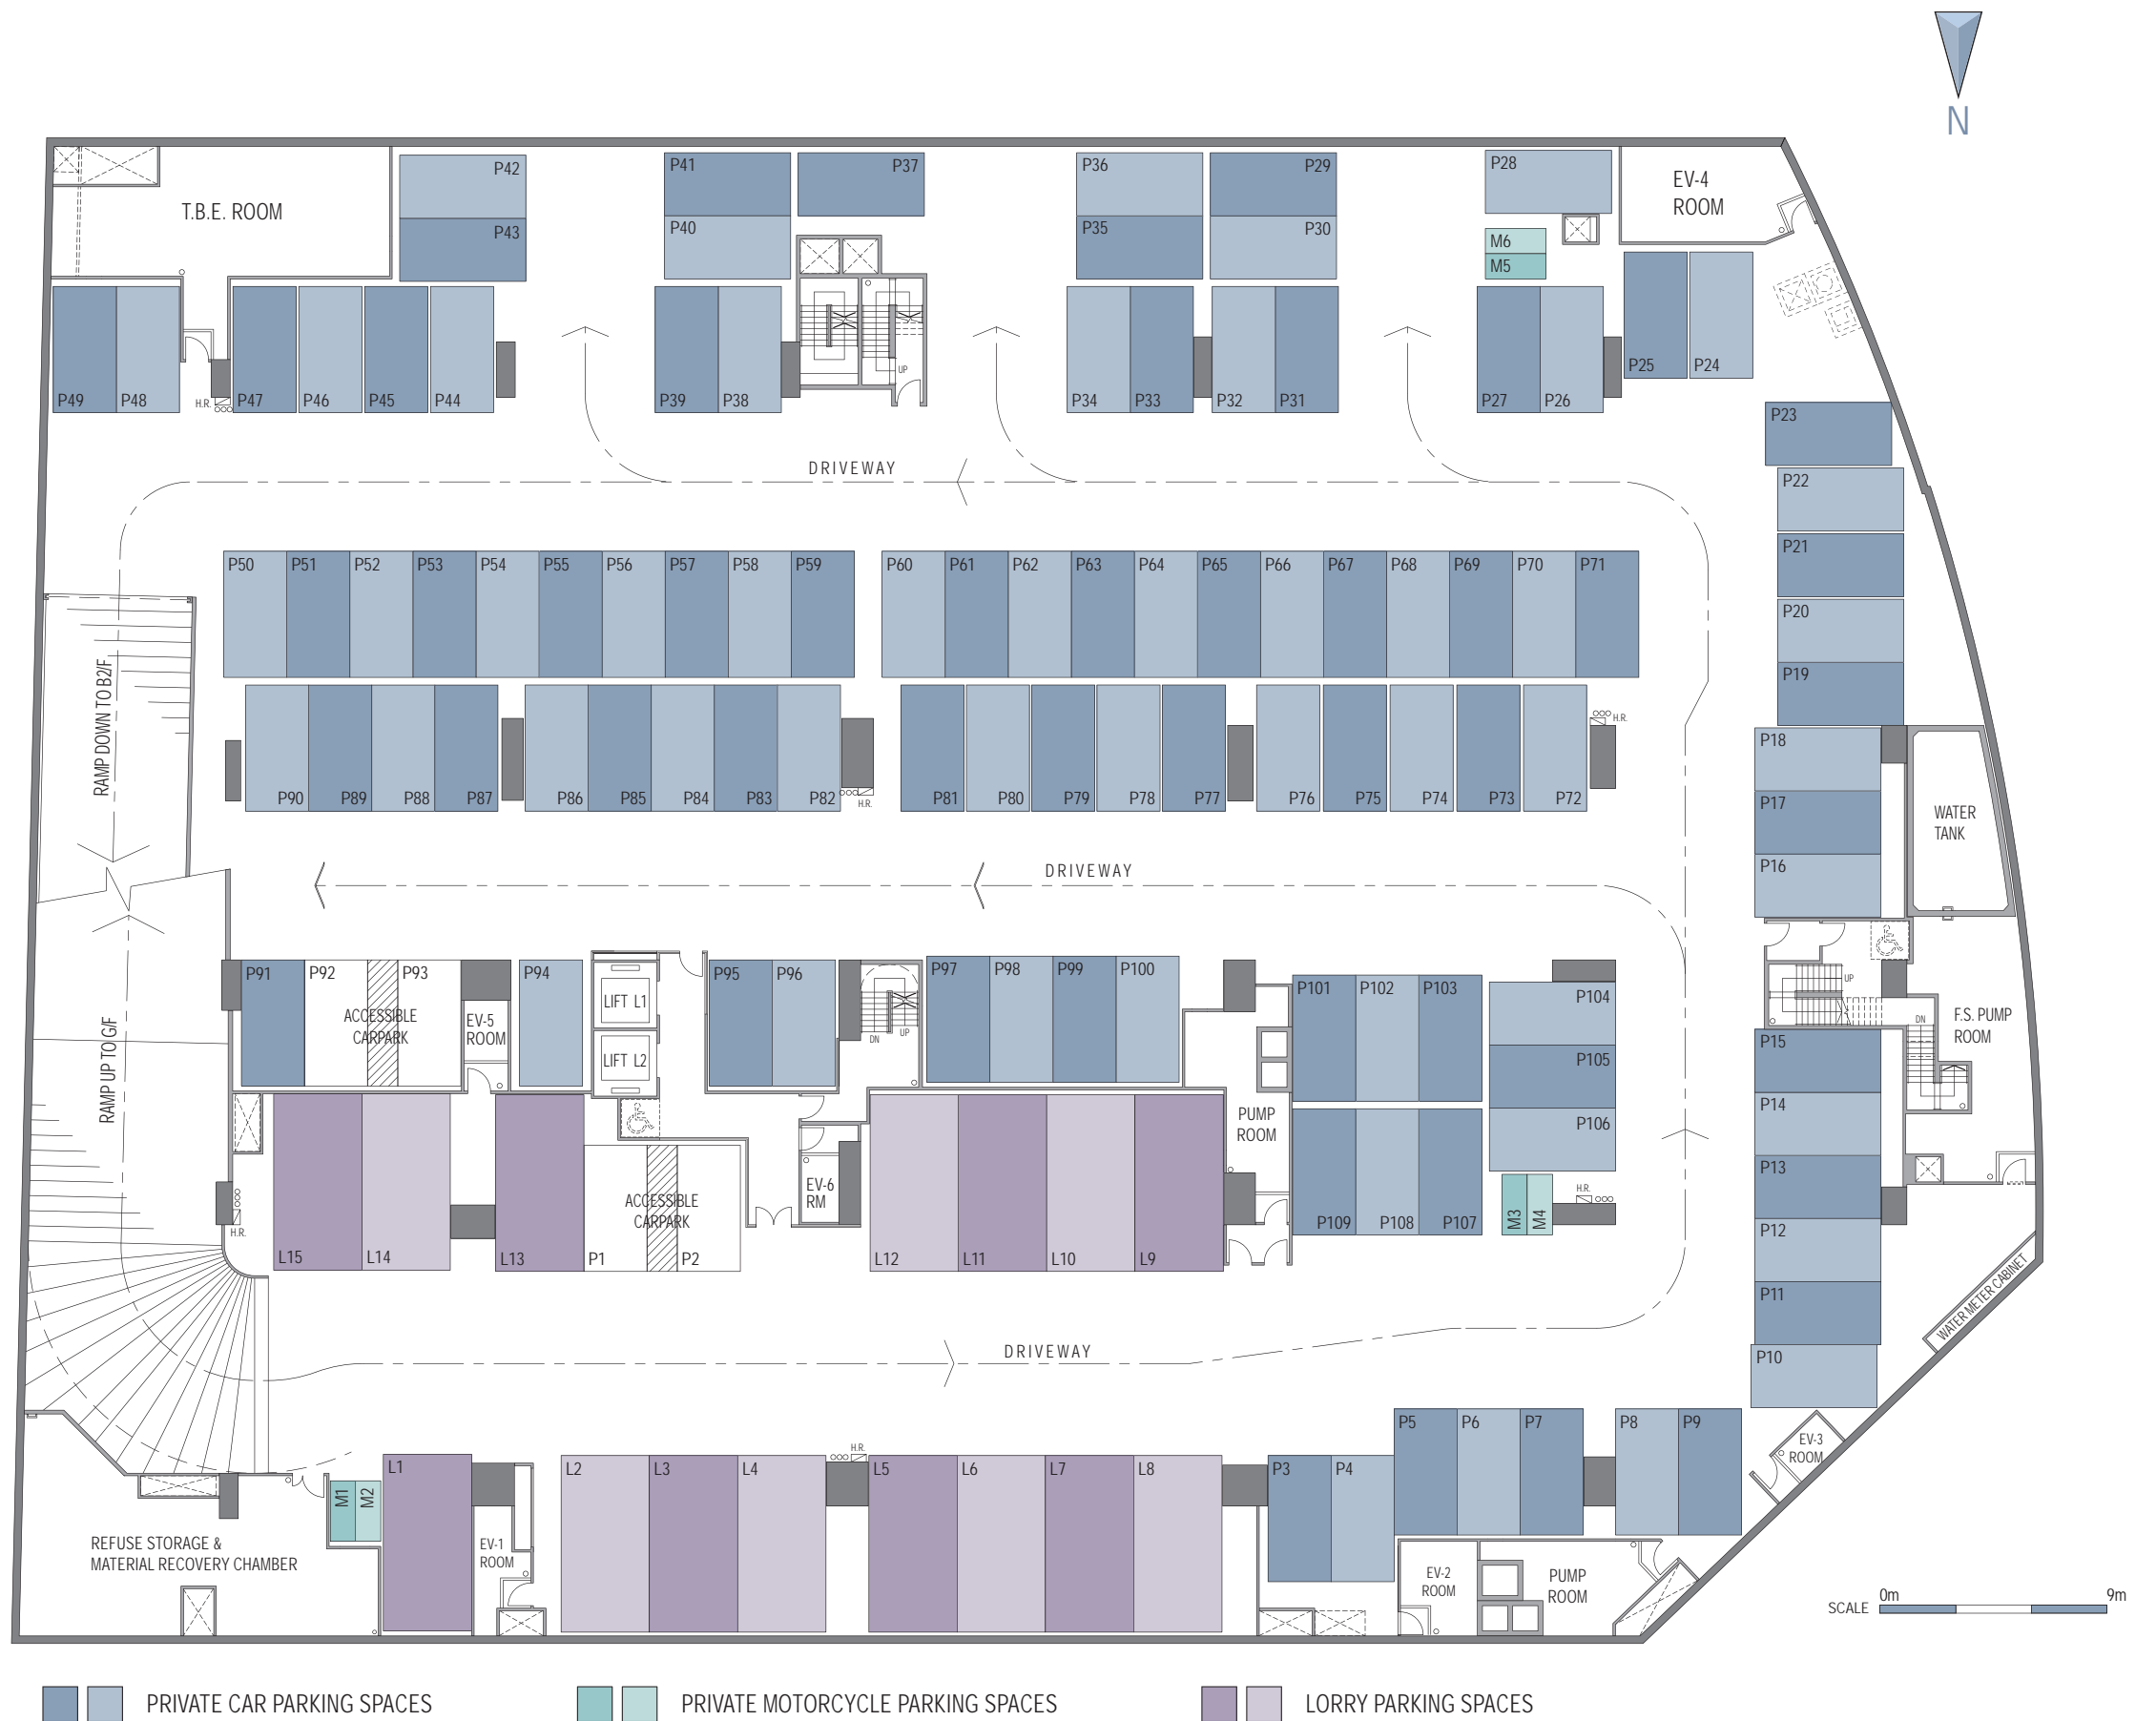 N
P42
P41
P37
P36
P29
P28
EV-4
ROOM
T.B.E. ROOM
P43
P40
P35
P30
M6
M5
P25
P24
P49
P48
H.R.
P47
P46
P45
P44
P39
P38
UP
P34
P33
P32
P31
P27
P26
P23
DRIVEWAY
P22
P21
P50
P51
P52
P53
P54
P55
P56
P57
P58
P59
P60
P61
P62
P63
P64
P65
P66
P67
P68
P69
P70
P71
P20
P19
RAMP DOWN TO B2/F
H.R.
P18
P90
P89
P88
P87
P86
P85
P84
P83
P82
H.R.
P81
P80
P79
P78
P77
P76
P75
P74
P73
P72
P17
WATER
TANK
P16
DRIVEWAY
P91
P92
P93
P94
P95
P96
P97
P98
P99
P100
P101
P102
P103
P104
UP
LIFT L1
ACCESSIBLE
CARPARK
EV-5
ROOM
DN
UP
DN
F.S. PUMP
ROOM
P15
RAMP UP TO G/F
LIFT L2
P105
P14
PUMP
ROOM
P106
P13
H.R.
EV-6
RM
ACCESSIBLE
CARPARK
M3
M4
H.R.
P109
P108
P107
P12
L15
L14
L13
P1
P2
L12
L11
L10
L9
P11
WATER METER CABINET
DRIVEWAY
P10
P5
P6
P7
P8
P9
EV-3
ROOM
H.R.
L1
L2
L3
L4
L5
L6
L7
L8
P3
P4
M1
M2
REFUSE STORAGE &
MATERIAL RECOVERY CHAMBER
EV-1
ROOM
EV-2
ROOM
PUMP
ROOM
0m
9m
SCALE
PRIVATE CAR PARKING SPACES
PRIVATE MOTORCYCLE PARKING SPACES
LORRY PARKING SPACES